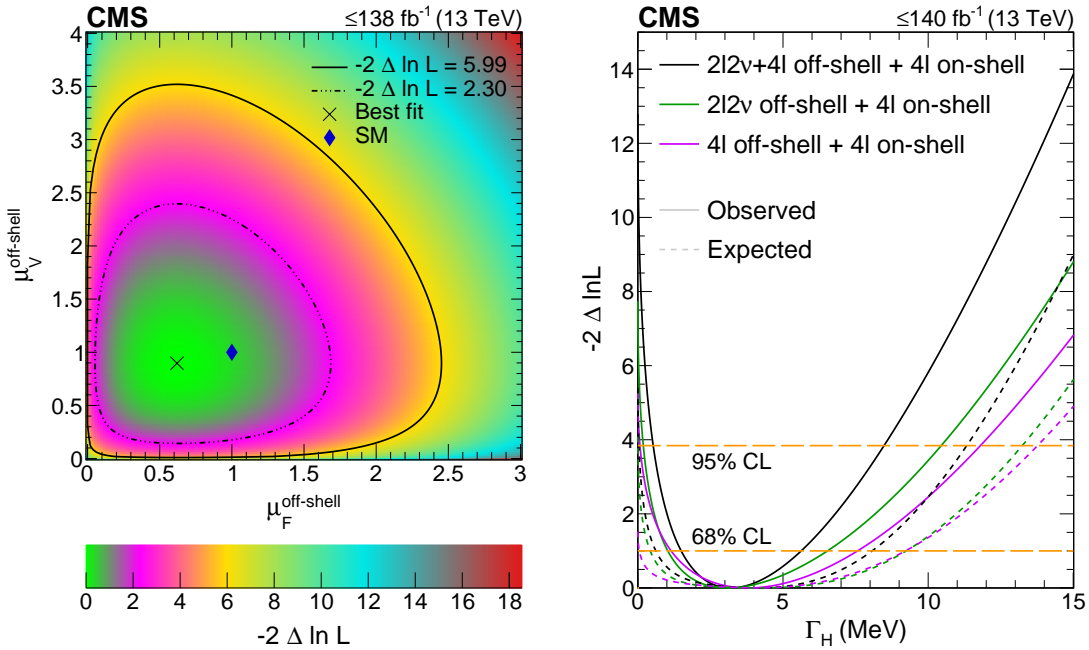 CMS ≤138 fb⁻¹ (13 TeV)
4
3.5
3
2.5
2
1.5
1
0.5
0
μ_V^off-shell
-2 Δ ln L = 5.99
-2 Δ ln L = 2.30
Best fit
SM
0 0.5 1 1.5 2 2.5 3
μ_F^off-shell
0 2 4 6 8 10 12 14 16 18
-2 Δ ln L
CMS ≤140 fb⁻¹ (13 TeV)
14
12
10
8
6
4
2
0
-2 Δ lnL
2l2ν+4l off-shell + 4l on-shell
2l2ν off-shell + 4l on-shell
4l off-shell + 4l on-shell
Observed
Expected
95% CL
68% CL
0 5 10 15
Γ_H (MeV)